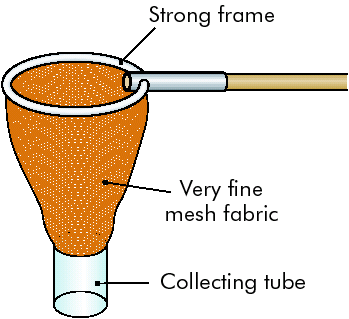 Strong frame
Very fine
mesh fabric
Collecting tube